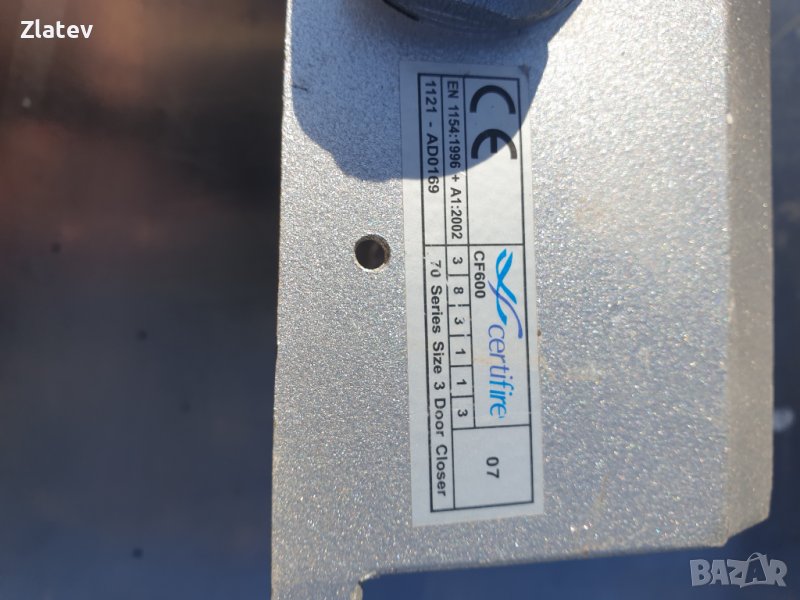 Zlatev
CE
certifire
07
CF600
EN 1154:1996 + A1:2002
3 8 3 1 1 3
1121 - AD0169
70 Series Size 3 Door Closer
BAZAR